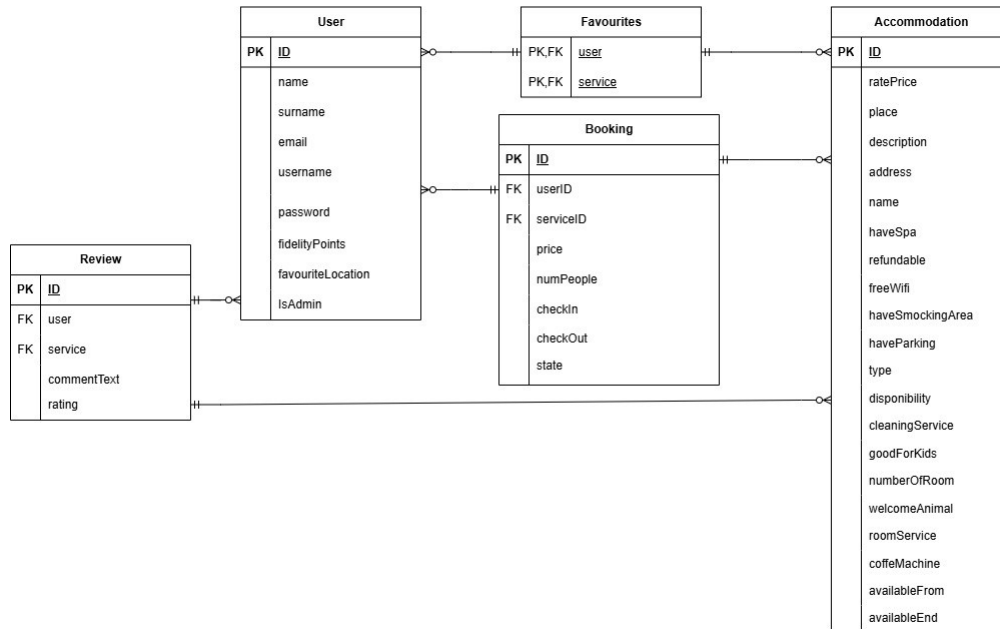 User
PK ID
name
surname
email
username
password
fidelityPoints
favouriteLocation
IsAdmin
Favourites
PK,FK user
PK,FK service
Booking
PK ID
FK userID
FK serviceID
price
numPeople
checkIn
checkOut
state
Review
PK ID
FK user
FK service
commentText
rating
Accommodation
PK ID
ratePrice
place
description
address
name
haveSpa
refundable
freeWifi
haveSmockingArea
haveParking
type
disponibility
cleaningService
goodForKids
numberOfRoom
welcomeAnimal
roomService
coffeMachine
availableFrom
availableEnd